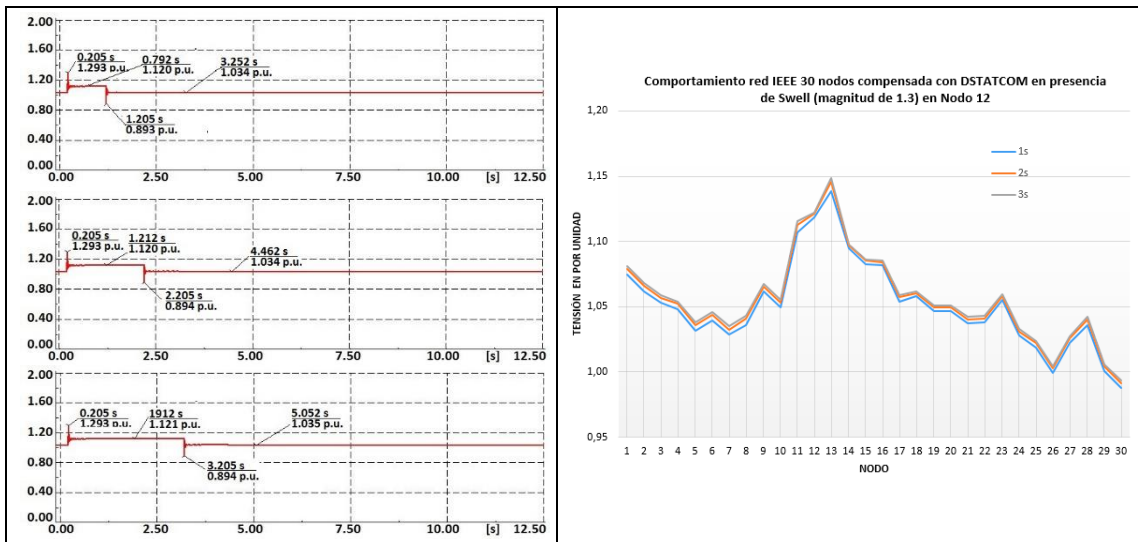 2.00
1.60
0.205 s
1.293 p.u.
0.792 s
1.120 p.u.
3.252 s
1.034 p.u.
1.20
0.80
1.205 s
0.893 p.u.
0.40
0.00
0.00 2.50 5.00 7.50 10.00 [s] 12.50
2.00
1.60
0.205 s
1.293 p.u.
1.212 s
1.120 p.u.
4.462 s
1.034 p.u.
1.20
0.80
2.205 s
0.894 p.u.
0.40
0.00
0.00 2.50 5.00 7.50 10.00 [s] 12.50
2.00
1.60
0.205 s
1.293 p.u.
1912 s
1.121 p.u.
5.052 s
1.035 p.u.
1.20
0.80
3.205 s
0.894 p.u.
0.40
0.00
0.00 2.50 5.00 7.50 10.00 [s] 12.50
Comportamiento red IEEE 30 nodos compensada con DSTATCOM en presencia
de Swell (magnitud de 1.3) en Nodo 12
1,20
1,15
1,10
1,05
1,00
0,95
TENSIÓN EN POR UNIDAD
1s
2s
3s
1 2 3 4 5 6 7 8 9 10 11 12 13 14 15 16 17 18 19 20 21 22 23 24 25 26 27 28 29 30
NODO